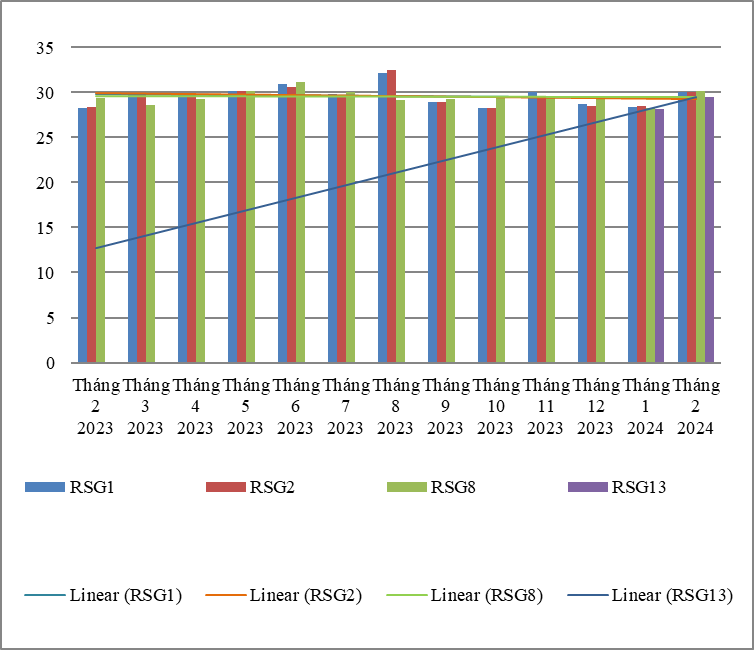 35
30
25
20
15
10
5
0
Tháng Tháng Tháng Tháng Tháng Tháng Tháng Tháng Tháng Tháng Tháng Tháng Tháng
2 3 4 5 6 7 8 9 10 11 12 1 2
2023 2023 2023 2023 2023 2023 2023 2023 2023 2023 2023 2024 2024
RSG1 RSG2 RSG8 RSG13
Linear (RSG1) Linear (RSG2) Linear (RSG8) Linear (RSG13)